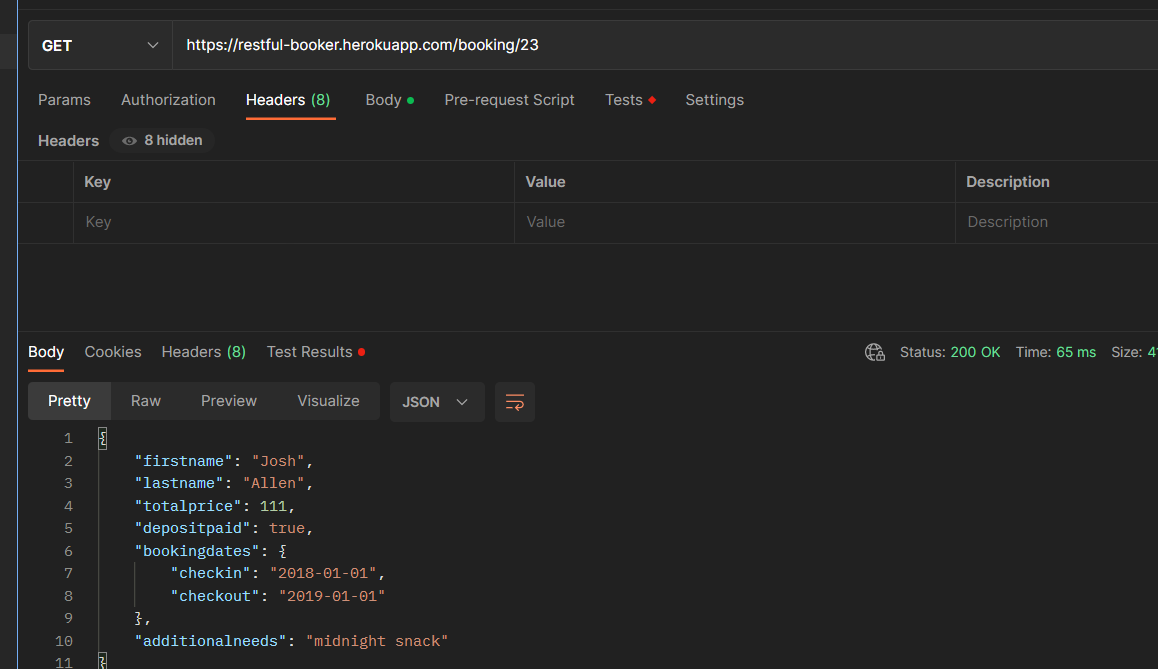 GET https://restful-booker.herokuapp.com/booking/23
Params Authorization Headers (8) Body Pre-request Script Tests Settings
Headers 8 hidden
Key Value Description
Key Value Description
Body Cookies Headers (8) Test Results Status: 200 OK Time: 65 ms Size:
Pretty Raw Preview Visualize JSON
1 {
2 "firstname": "Josh",
3 "lastname": "Allen",
4 "totalprice": 111,
5 "depositpaid": true,
6 "bookingdates": {
7 "checkin": "2018-01-01",
8 "checkout": "2019-01-01"
9 },
10 "additionalneeds": "midnight snack"
11 }